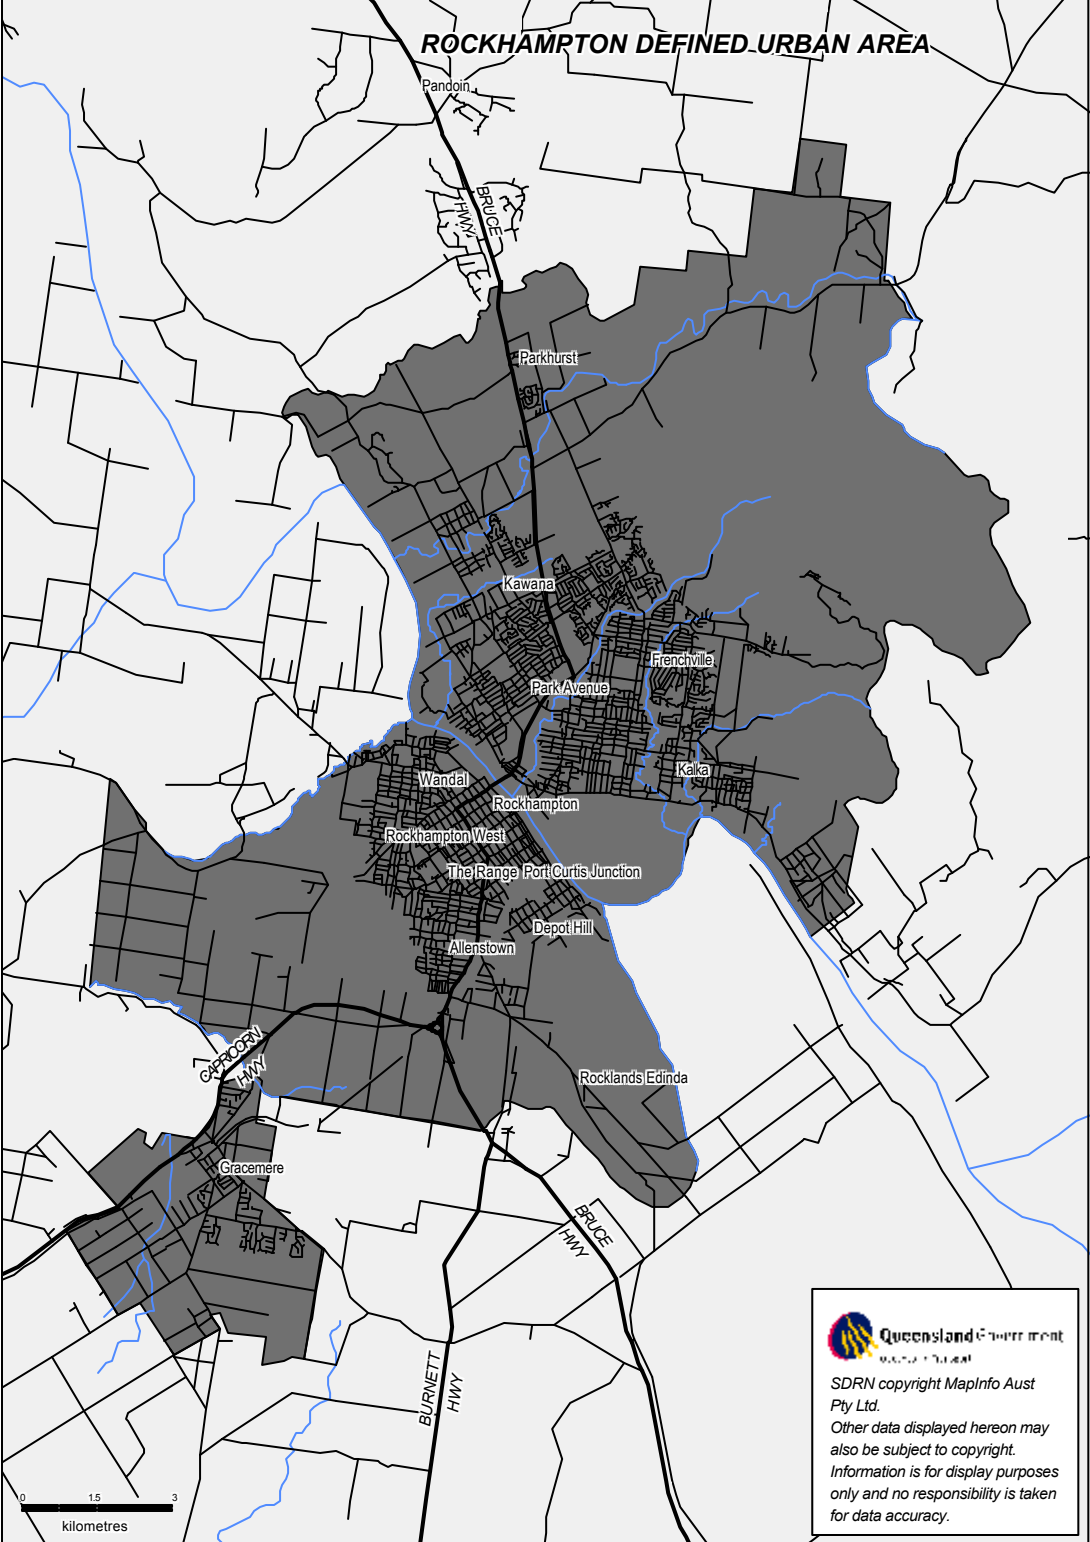 ROCKHAMPTON DEFINED URBAN AREA
Pandoin
BRUCE
HWY
Parkhurst
Kawana
Frenchville
Park Avenue
Kalka
Wandal
Rockhampton
Rockhampton West
The Range Port Curtis Junction
Depot Hill
Allenstown
CAPRICORN
HWY
Rocklands Edinda
Gracemere
BRUCE
HWY
BURNETT
HWY
Queensland Government
SDRN copyright MapInfo Aust
Pty Ltd.
Other data displayed hereon may
also be subject to copyright.
Information is for display purposes
only and no responsibility is taken
for data accuracy.
0 1.5 3
kilometres